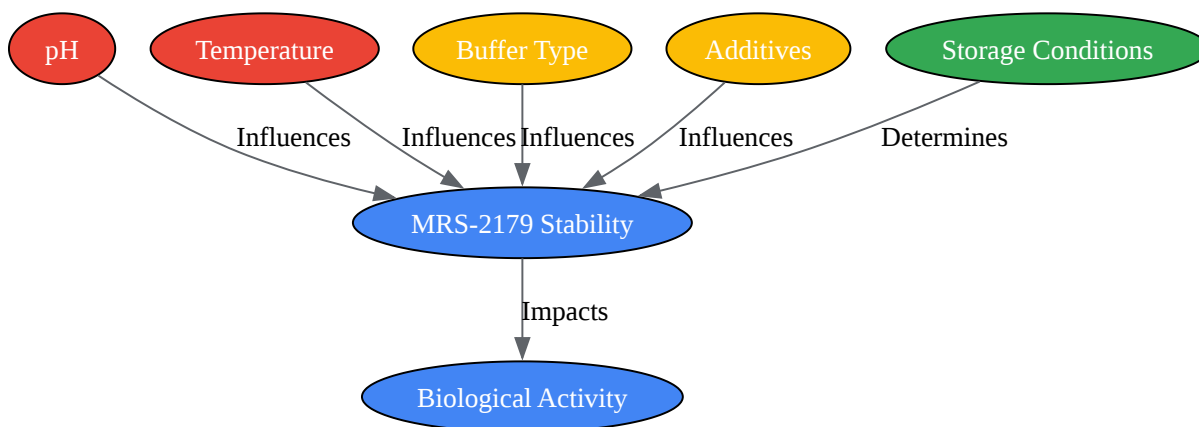 pH
Temperature
Buffer Type
Additives
Storage Conditions
Influences
Influences
Influences
Influences
Determines
MRS-2179 Stability
Impacts
Biological Activity